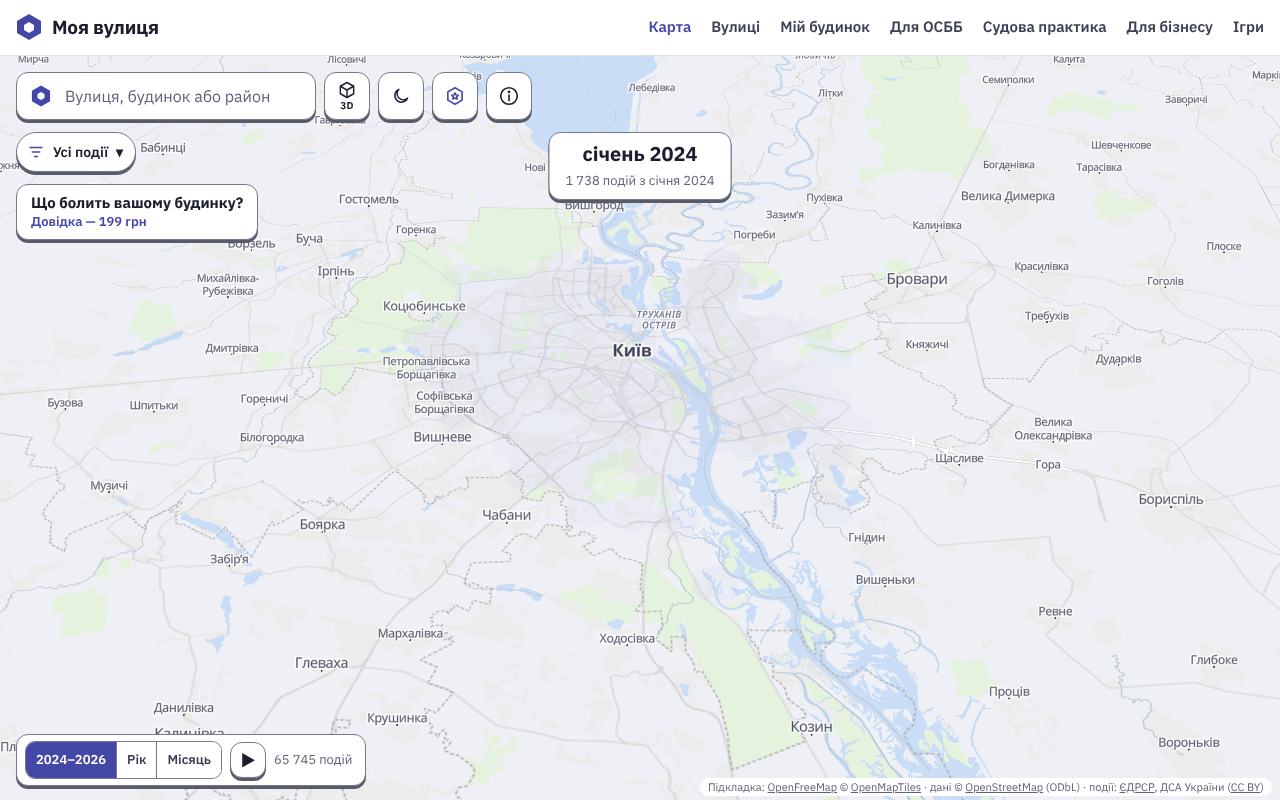 Моя вулиця
Карта
Вулиці
Мій будинок
Для ОСББ
Судова практика
Для бізнесу
Ігри
Мирча
Лісовичі
Калита
Вулиця, будинок або район
3D
Лебедівка
Літки
Семиполки
Заворичі
Усі події ▾
Бабинці
січень 2024
1 738 подій з січня 2024
Нові
Вишгород
Шевченкове
Богданівка
Тарасівка
Що болить вашому будинку?
Довідка — 199 грн
Гостомель
Пухівка
Велика Димерка
Зазим'я
Погреби
Калинівка
Плоске
Горенка
Буча
Борзель
Ірпінь
Михайлівка-
Рубежівка
Красилівка
Бровари
Гоголів
Коцюбинське
ТРУХАНІВ
ОСТРІВ
Требухів
Київ
Княжичі
Дмитрівка
Дударків
Петропавлівська
Борщагівка
Софіївська
Борщагівка
Бузова
Шпитьки
Гореничі
Білогородка
Вишневе
Велика
Олександрівка
Щасливе
Гора
Музичі
Бориспіль
Боярка
Чабани
Гнідин
Забір'я
Вишеньки
Ревне
Мархалівка
Ходосівка
Глеваха
Глибоке
Проців
Данилівка
Крушинка
Козин
Калинівка
Вороньків
2024–2026
Рік
Місяць
65 745 подій
Підкладка: OpenFreeMap © OpenMapTiles · дані © OpenStreetMap (ODbL) · події: ЄДРСР, ДСА України (CC BY)